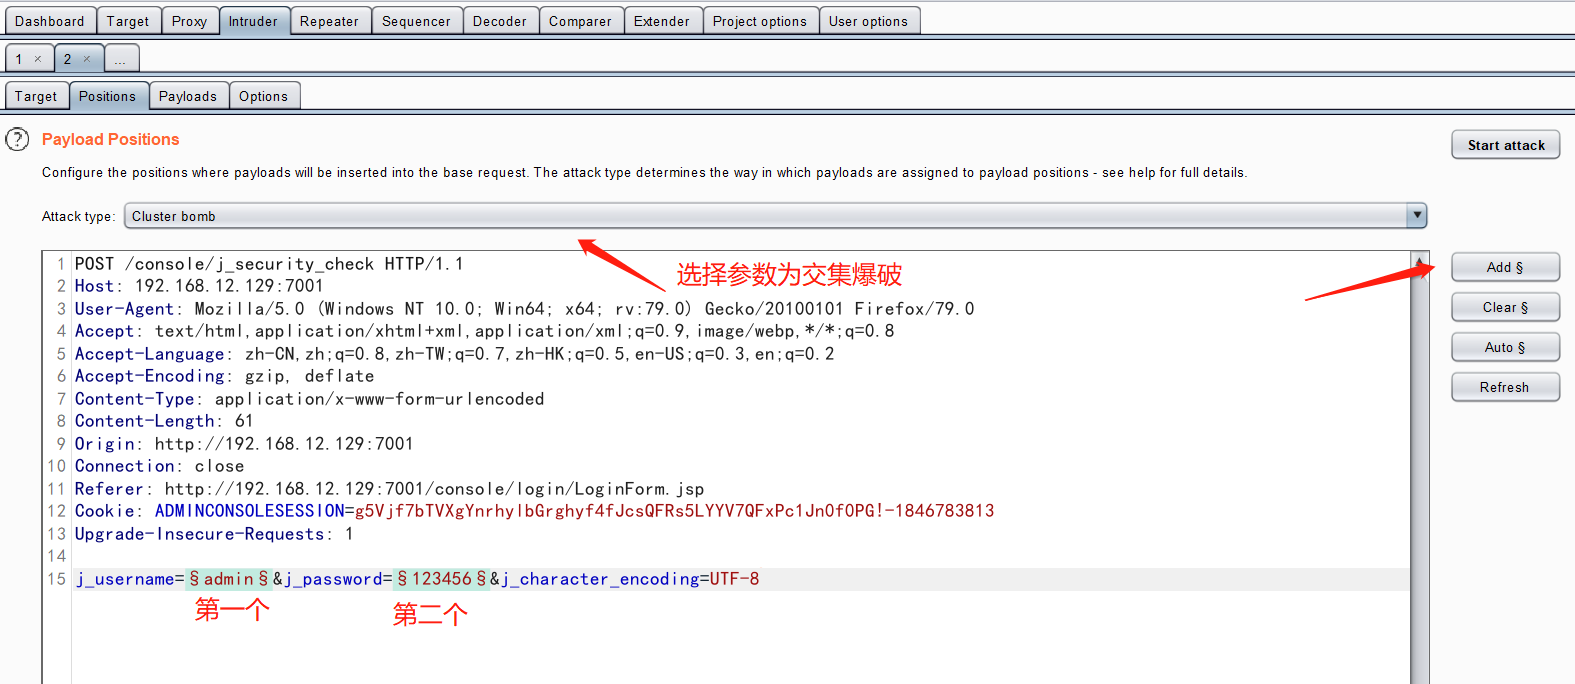 Dashboard Target Proxy Intruder Repeater Sequencer Decoder Comparer Extender Project options User options
1 × 2 × ...
Target Positions Payloads Options
? Payload Positions
Start attack
Configure the positions where payloads will be inserted into the base request. The attack type determines the way in which payloads are assigned to payload positions - see help for full details.
Attack type: Cluster bomb
选择参数为交集爆破
Add §
Clear §
Auto §
Refresh
1 POST /console/j_security_check HTTP/1.1
2 Host: 192.168.12.129:7001
3 User-Agent: Mozilla/5.0 (Windows NT 10.0; Win64; x64; rv:79.0) Gecko/20100101 Firefox/79.0
4 Accept: text/html,application/xhtml+xml,application/xml;q=0.9,image/webp,*/*;q=0.8
5 Accept-Language: zh-CN,zh;q=0.8,zh-TW;q=0.7,zh-HK;q=0.5,en-US;q=0.3,en;q=0.2
6 Accept-Encoding: gzip, deflate
7 Content-Type: application/x-www-form-urlencoded
8 Content-Length: 61
9 Origin: http://192.168.12.129:7001
10 Connection: close
11 Referer: http://192.168.12.129:7001/console/login/LoginForm.jsp
12 Cookie: ADMINCONSOLESESSION=g5Vjf7bTVXgYnrhylbGrghyf4fJcsQFRs5LYYV7QFxPc1Jn0f0PG!-1846783813
13 Upgrade-Insecure-Requests: 1
14
15 j_username=§admin§&j_password=§123456§&j_character_encoding=UTF-8
第一个 第二个